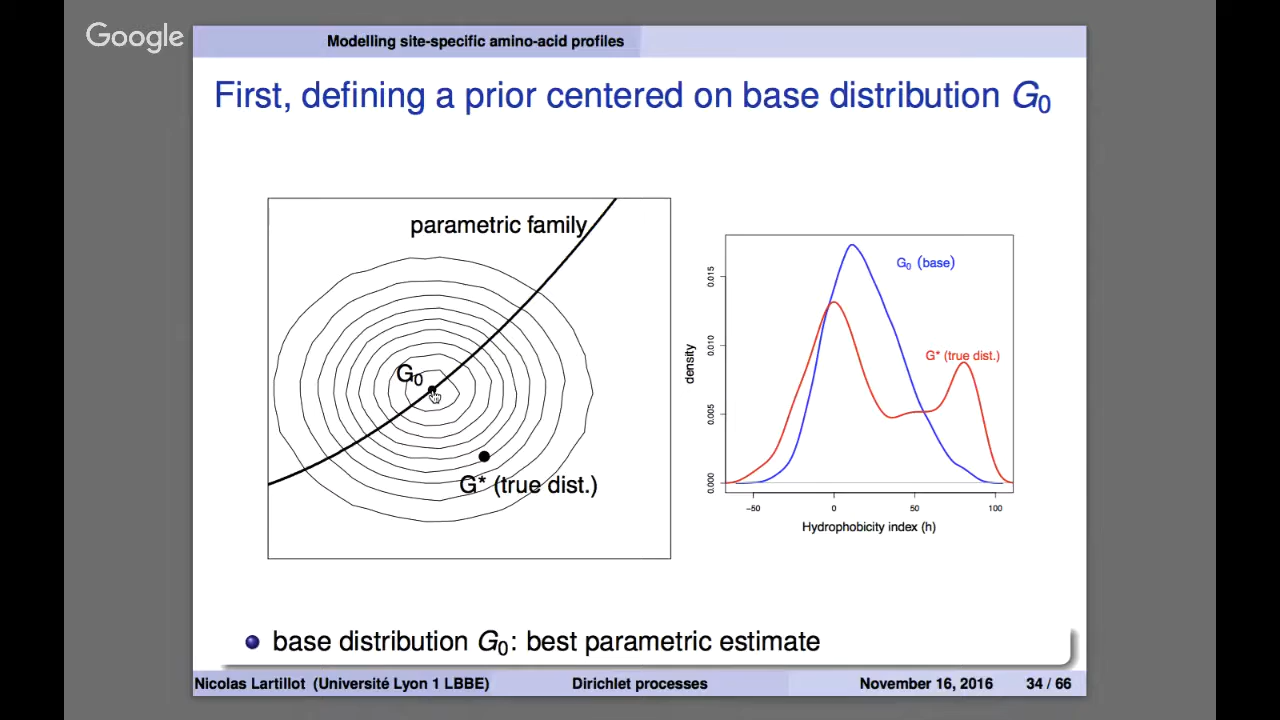 Google
Modelling site-specific amino-acid profiles
First, defining a prior centered on base distribution G₀
parametric family
G₀
G* (true dist.)
G₀ (base)
G* (true dist.)
density
0.015
0.010
0.005
0.000
−50 0 50 100
Hydrophobicity index (h)
base distribution G₀: best parametric estimate
Nicolas Lartillot (Université Lyon 1 LBBE) Dirichlet processes November 16, 2016 34 / 66